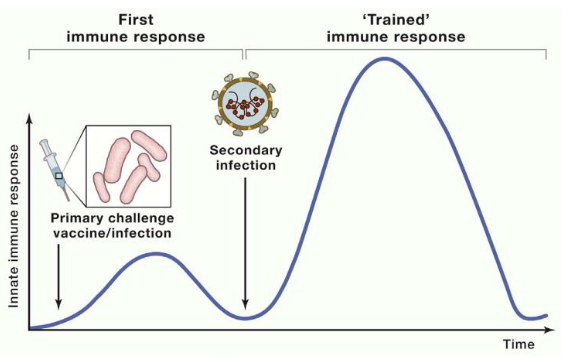 First
immune response
‘Trained’
immune response
Secondary
infection
Primary challenge
vaccine/infection
Innate immune response
Time